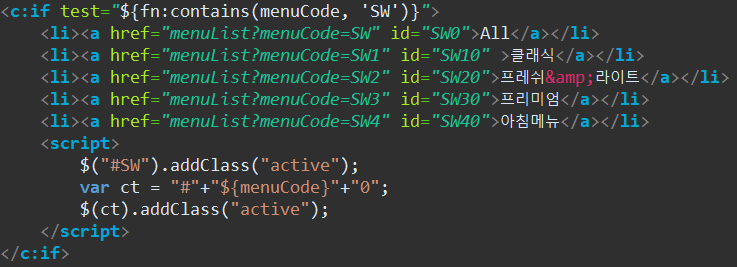 <c:if test="${fn:contains(menuCode, 'SW')}">
<li><a href="menuList?menuCode=SW" id="SW0">All</a></li>
<li><a href="menuList?menuCode=SW1" id="SW10" >클래식</a></li>
<li><a href="menuList?menuCode=SW2" id="SW20">프레쉬&amp;라이트</a></li>
<li><a href="menuList?menuCode=SW3" id="SW30">프리미엄</a></li>
<li><a href="menuList?menuCode=SW4" id="SW40">아침메뉴</a></li>
<script>
$("#SW").addClass("active");
var ct = "#"+"${menuCode}"+"0";
$(ct).addClass("active");
</script>
</c:if>